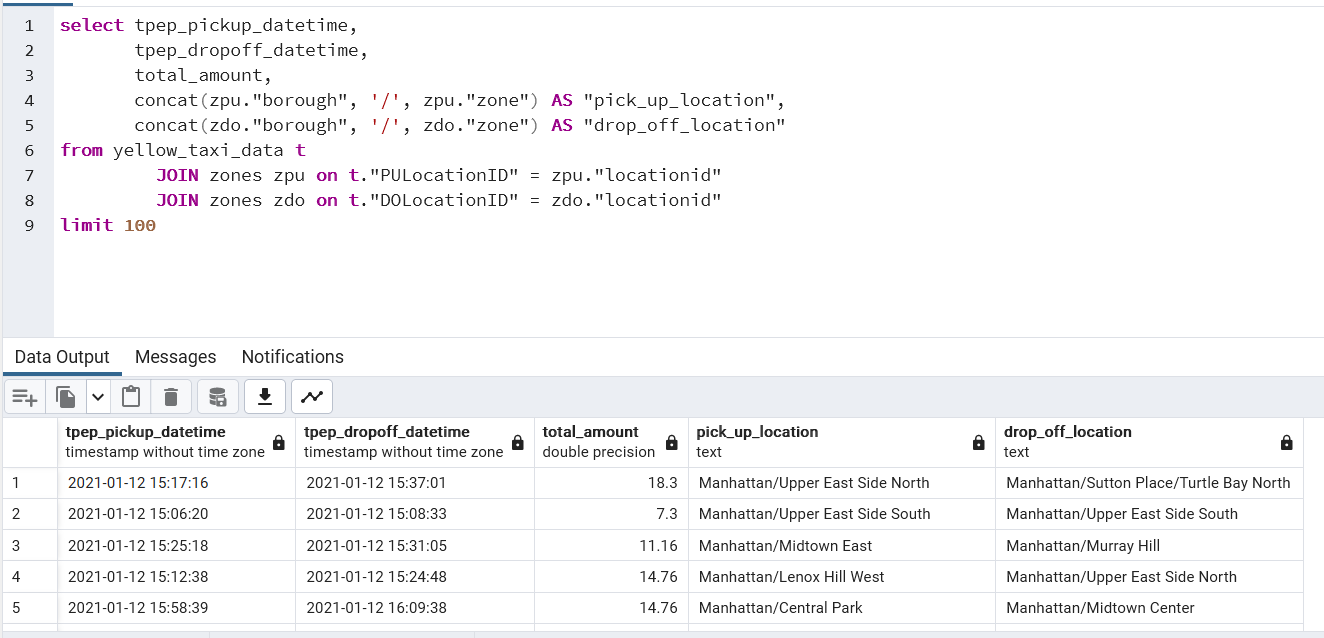 1 select tpep_pickup_datetime,
2 tpep_dropoff_datetime,
3 total_amount,
4 concat(zpu."borough", '/', zpu."zone") AS "pick_up_location",
5 concat(zdo."borough", '/', zdo."zone") AS "drop_off_location"
6 from yellow_taxi_data t
7 JOIN zones zpu on t."PULocationID" = zpu."locationid"
8 JOIN zones zdo on t."DOLocationID" = zdo."locationid"
9 limit 100
Data Output Messages Notifications
tpep_pickup_datetime tpep_dropoff_datetime total_amount pick_up_location drop_off_location
timestamp without time zone timestamp without time zone double precision text text
1 2021-01-12 15:17:16 2021-01-12 15:37:01 18.3 Manhattan/Upper East Side North Manhattan/Sutton Place/Turtle Bay North
2 2021-01-12 15:06:20 2021-01-12 15:08:33 7.3 Manhattan/Upper East Side South Manhattan/Upper East Side South
3 2021-01-12 15:25:18 2021-01-12 15:31:05 11.16 Manhattan/Midtown East Manhattan/Murray Hill
4 2021-01-12 15:12:38 2021-01-12 15:24:48 14.76 Manhattan/Lenox Hill West Manhattan/Upper East Side North
5 2021-01-12 15:58:39 2021-01-12 16:09:38 14.76 Manhattan/Central Park Manhattan/Midtown Center